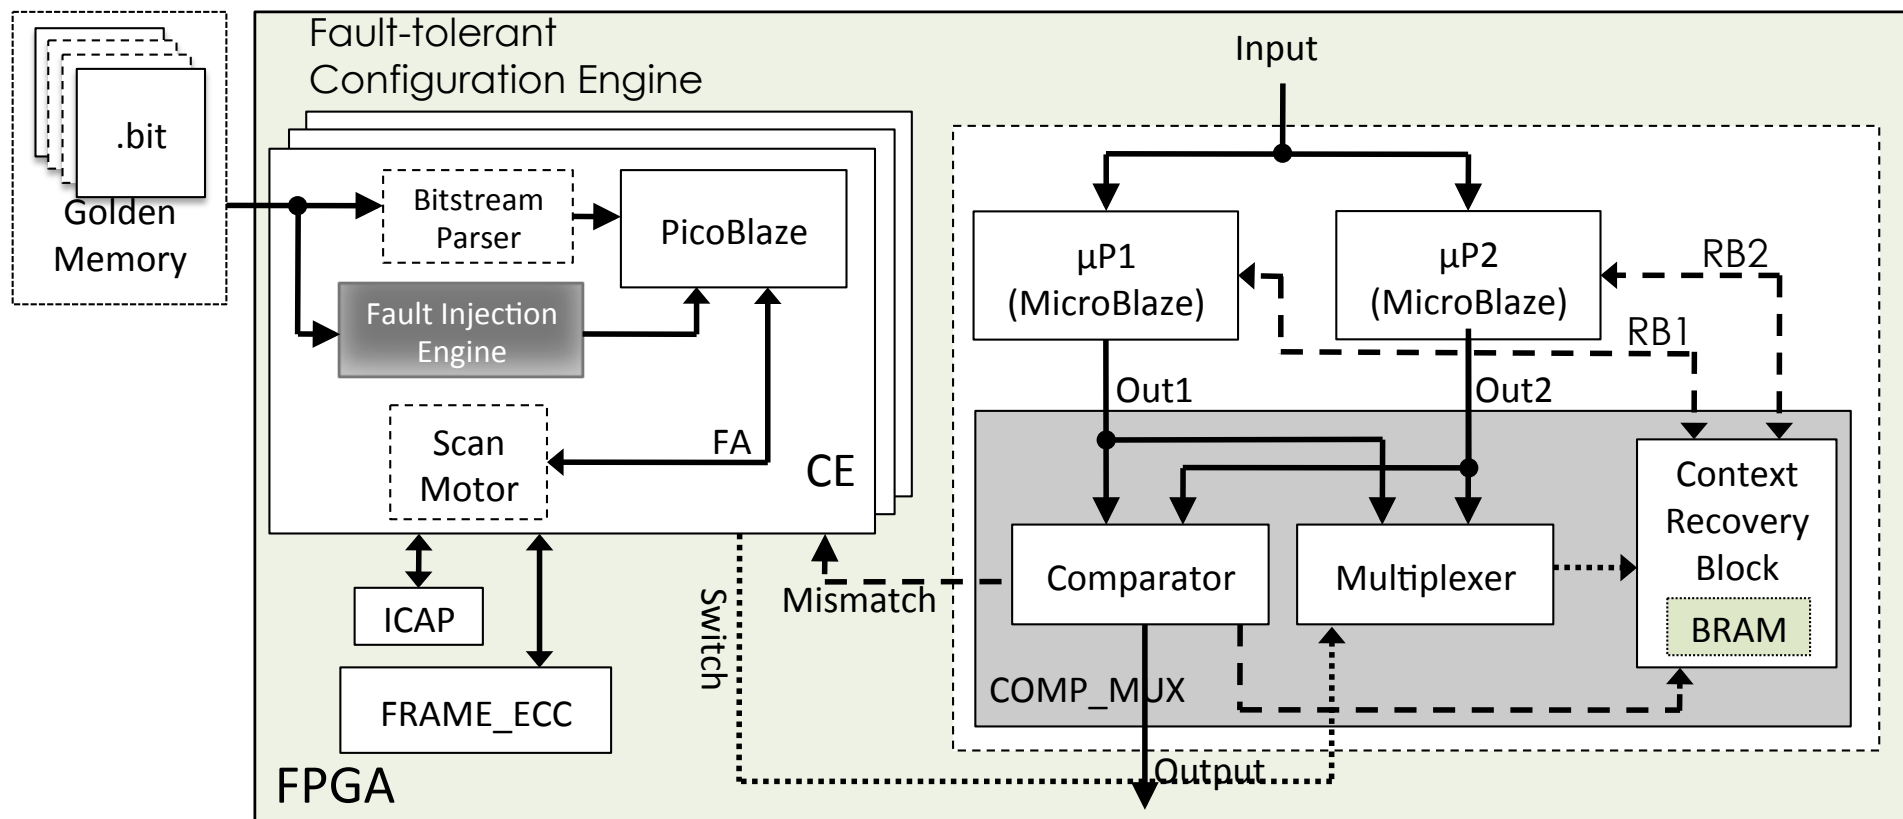 Fault-tolerant
Configuration Engine
Input
.bit
Golden
Memory
Bitstream
Parser
PicoBlaze
Fault Injection
Engine
Scan
Motor
FA
CE
µP1
(MicroBlaze)
µP2
(MicroBlaze)
RB2
RB1
Out1
Out2
Context
Recovery
Block
BRAM
Comparator
Multiplexer
Mismatch
Switch
ICAP
FRAME_ECC
COMP_MUX
Output
FPGA